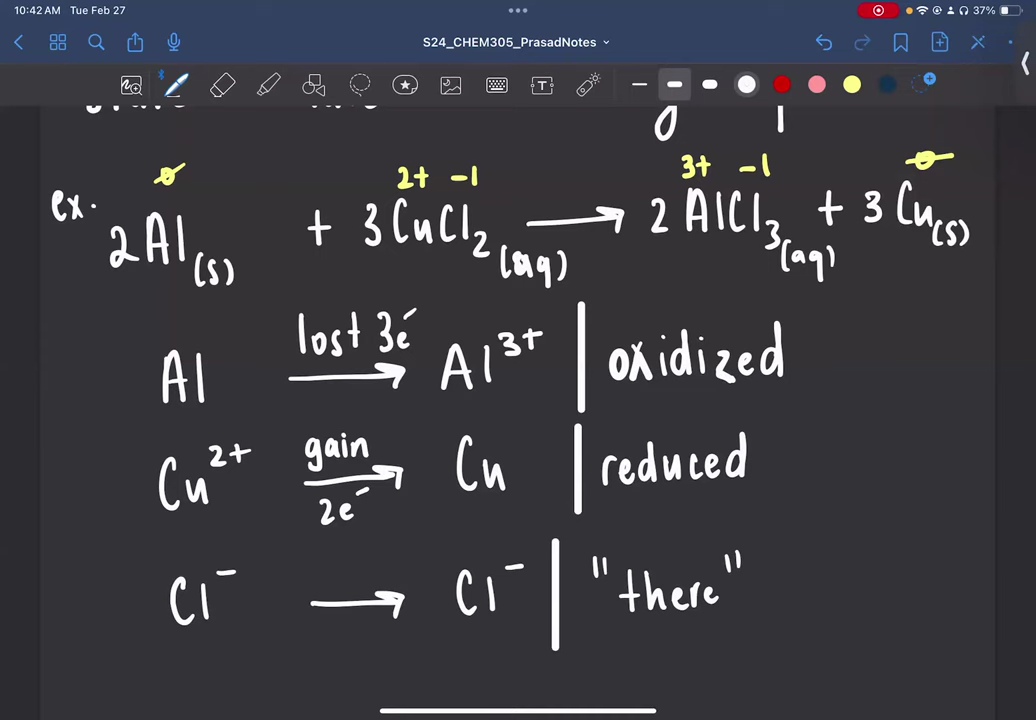 10:42 AM Tue Feb 27
37%
S24_CHEM305_PrasadNotes
ex. 2Al(s) + 3CuCl2(aq) → 2AlCl3(aq) + 3Cu(s)
0 2+ -1 3+ -1 0
Al lost 3e⁻ → Al³⁺ | oxidized
Cu²⁺ gain 2e⁻ → Cu | reduced
Cl⁻ → Cl⁻ | "there"